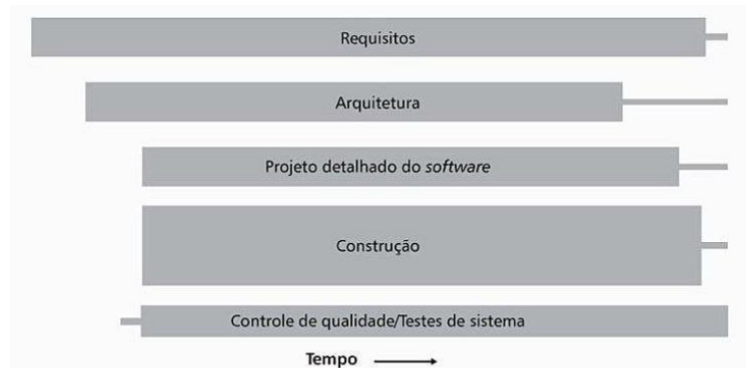 Requisitos
Arquitetura
Projeto detalhado do software
Construção
Controle de qualidade/Testes de sistema
Tempo